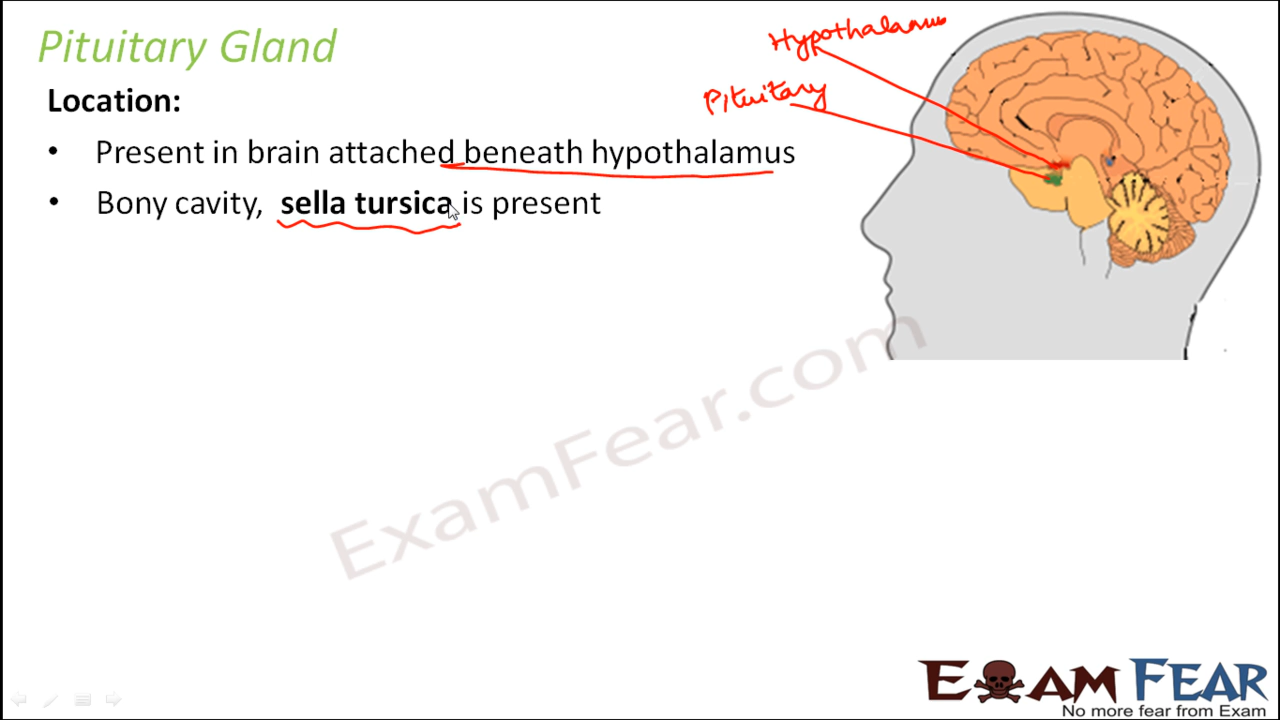 Pituitary Gland
Hypothalamus
Pituitary
Location:
• Present in brain attached beneath hypothalamus
• Bony cavity, sella tursica is present
ExamFear.com
EXAM FEAR
No more fear from Exam